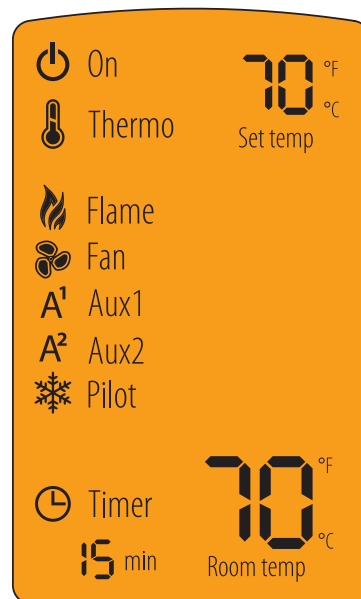 On 70 °F
°C
Thermo Set temp
Flame
Fan
A¹ Aux1
A² Aux2
Pilot
Timer 70 °F
°C
15 min Room temp